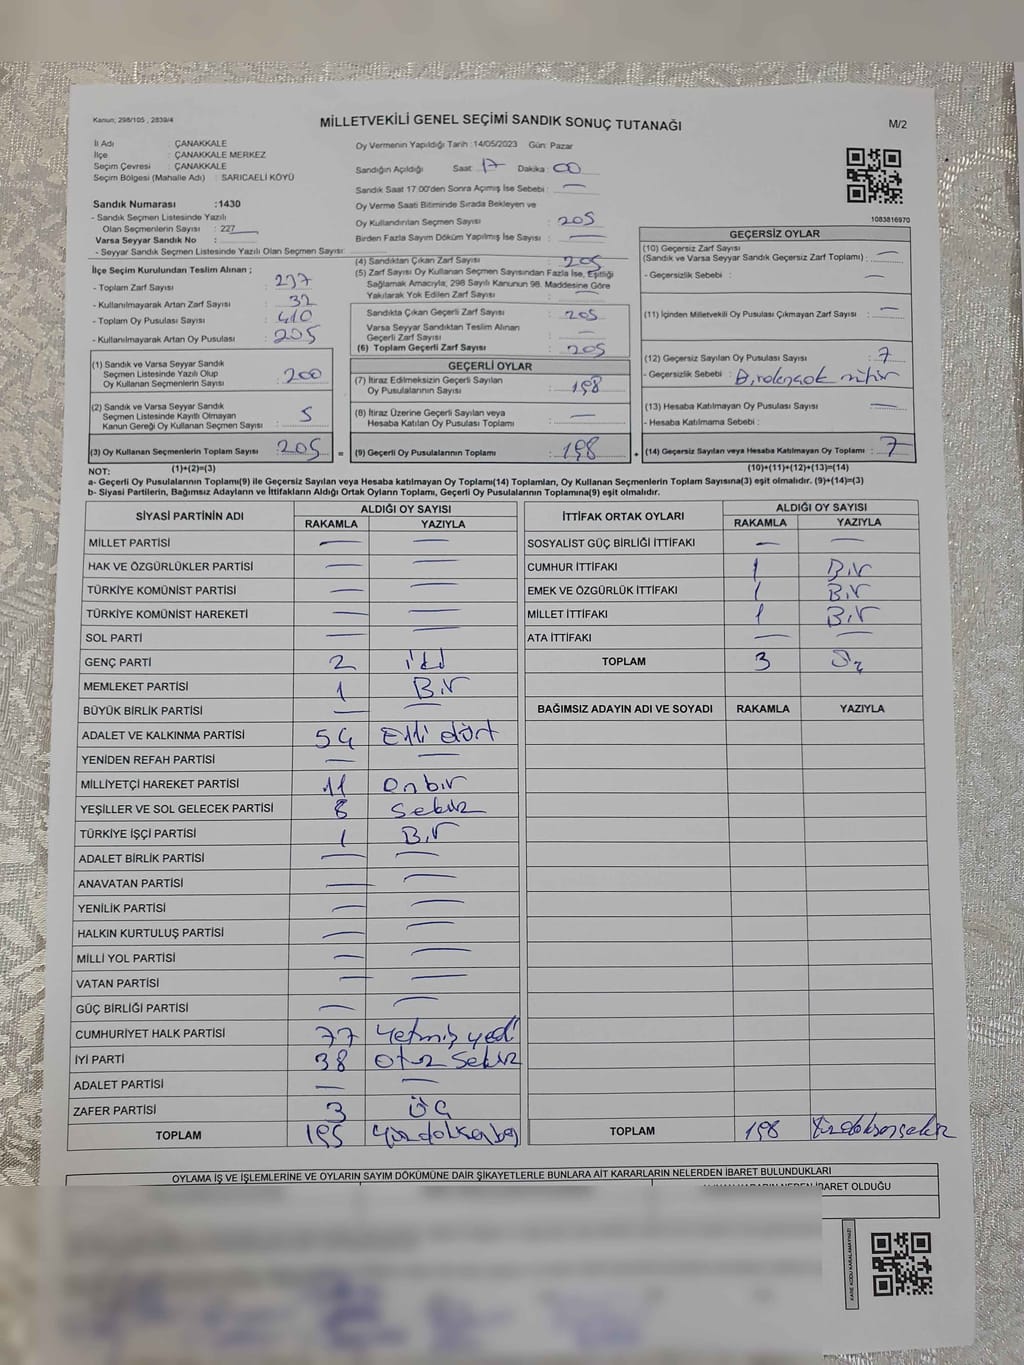 Kanun; 298/105 , 2839/4
MİLLETVEKİLİ GENEL SEÇİMİ SANDIK SONUÇ TUTANAĞI
M/2
İl Adı : ÇANAKKALE
İlçe : ÇANAKKALE MERKEZ
Seçim Çevresi : ÇANAKKALE
Seçim Bölgesi (Mahalle Adı) : SARICAELİ KÖYÜ
Sandık Numarası :1430
- Sandık Seçmen Listesinde Yazılı
Olan Seçmenlerin Sayısı : 227
Varsa Seyyar Sandık No :
- Seyyar Sandık Seçmen Listesinde Yazılı Olan Seçmen Sayısı:
Oy Vermenin Yapıldığı Tarih :14/05/2023 Gün: Pazar
Sandığın Açıldığı Saat: 17 Dakika: 00
Sandık Saat 17:00'den Sonra Açımış İse Sebebi : —
Oy Verme Saati Bitiminde Sırada Bekleyen ve
Oy Kullandırılan Seçmen Sayısı : 205
Birden Fazla Sayım Döküm Yapılmış İse Sayısı : —
1083816970
İlçe Seçim Kurulundan Teslim Alınan ;
- Toplam Zarf Sayısı : 237
- Kullanılmayarak Artan Zarf Sayısı : 32
- Toplam Oy Pusulası Sayısı : 410
- Kullanılmayarak Artan Oy Pusulası : 205
(4) Sandıktan Çıkan Zarf Sayısı : 205
(5) Zarf Sayısı Oy Kullanan Seçmen Sayısından Fazla İse, Eşitliği
Sağlamak Amacıyla; 298 Sayılı Kanunun 98. Maddesine Göre
Yakılarak Yok Edilen Zarf Sayısı : —
Sandıkta Çıkan Geçerli Zarf Sayısı : 205
Varsa Seyyar Sandıktan Teslim Alınan
Geçerli Zarf Sayısı : —
(6) Toplam Geçerli Zarf Sayısı : 205
GEÇERSİZ OYLAR
(10) Geçersiz Zarf Sayısı
(Sandık ve Varsa Seyyar Sandık Geçersiz Zarf Toplamı) : —
- Geçersizlik Sebebi : —
(11) İçinden Milletvekili Oy Pusulası Çıkmayan Zarf Sayısı : —
(12) Geçersiz Sayılan Oy Pusulası Sayısı : 7
- Geçersizlik Sebebi :
(13) Hesaba Katılmayan Oy Pusulası Sayısı : —
- Hesaba Katılmama Sebebi :
(14) Geçersiz Sayılan veya Hesaba Katılmayan Oy Toplamı : 7
(1) Sandık ve Varsa Seyyar Sandık
Seçmen Listesinde Yazılı Olup
Oy Kullanan Seçmenlerin Sayısı : 200
(2) Sandık ve Varsa Seyyar Sandık
Seçmen Listesinde Kayıtlı Olmayan
Kanun Gereği Oy Kullanan Seçmen Sayısı : 5
(3) Oy Kullanan Seçmenlerin Toplam Sayısı : 205 =
GEÇERLİ OYLAR
(7) İtiraz Edilmeksizin Geçerli Sayılan
Oy Pusulalarının Sayısı : 198
(8) İtiraz Üzerine Geçerli Sayılan veya
Hesaba Katılan Oy Pusulası Toplamı : —
(9) Geçerli Oy Pusulalarının Toplamı : 198 +
NOT: (1)+(2)=(3) (10)+(11)+(12)+(13)=(14)
a- Geçerli Oy Pusulalarının Toplamı(9) ile Geçersiz Sayılan veya Hesaba Katılmayan oy Toplamı(14) Toplamları, Oy Kullanan Seçmenlerin Toplam Sayısına(3) eşit olmalıdır. (9)+(14)=(3)
b- Siyasi Partilerin, Bağımsız Adayların ve İttifakların Aldığı Ortak Oyların Toplamı, Geçerli Oy Pusulalarının Toplamına(9) eşit olmalıdır.
SİYASİ PARTİNİN ADI ALDIĞI OY SAYISI
RAKAMLA YAZIYLA
MİLLET PARTİSİ — —
HAK VE ÖZGÜRLÜKLER PARTİSİ — —
TÜRKİYE KOMÜNİST PARTİSİ — —
TÜRKİYE KOMÜNİST HAREKETİ — —
SOL PARTİ — —
GENÇ PARTİ 2 iki
MEMLEKET PARTİSİ 1 Bir
BÜYÜK BİRLİK PARTİSİ — —
ADALET VE KALKINMA PARTİSİ 54 Elli dört
YENİDEN REFAH PARTİSİ — —
MİLLİYETÇİ HAREKET PARTİSİ 11 Onbir
YEŞİLLER VE SOL GELECEK PARTİSİ 8 Sekiz
TÜRKİYE İŞÇİ PARTİSİ 1 Bir
ADALET BİRLİK PARTİSİ — —
ANAVATAN PARTİSİ — —
YENİLİK PARTİSİ — —
HALKIN KURTULUŞ PARTİSİ — —
MİLLİ YOL PARTİSİ — —
VATAN PARTİSİ — —
GÜÇ BİRLİĞİ PARTİSİ — —
CUMHURİYET HALK PARTİSİ 77 Yetmiş yedi
İYİ PARTİ 38 Otuz Sekiz
ADALET PARTİSİ — —
ZAFER PARTİSİ 3 ÜÇ
TOPLAM 195 Yüzdoksanbeş
İTTİFAK ORTAK OYLARI ALDIĞI OY SAYISI
RAKAMLA YAZIYLA
SOSYALİST GÜÇ BİRLİĞİ İTTİFAKI — —
CUMHUR İTTİFAKI 1 Bir
EMEK VE ÖZGÜRLÜK İTTİFAKI 1 Bir
MİLLET İTTİFAKI 1 Bir
ATA İTTİFAKI — —
TOPLAM 3 Üç
BAĞIMSIZ ADAYIN ADI VE SOYADI RAKAMLA YAZIYLA
TOPLAM 198 Yüzdoksansekiz
OYLAMA İŞ VE İŞLEMLERİNE VE OYLARIN SAYIM DÖKÜMÜNE DAİR ŞİKAYETLERLE BUNLARA AİT KARARLARIN NELERDEN İBARET BULUNDUKLARI
İBARET OLDUĞU
KARE KODU KARALAMAYINIZ!